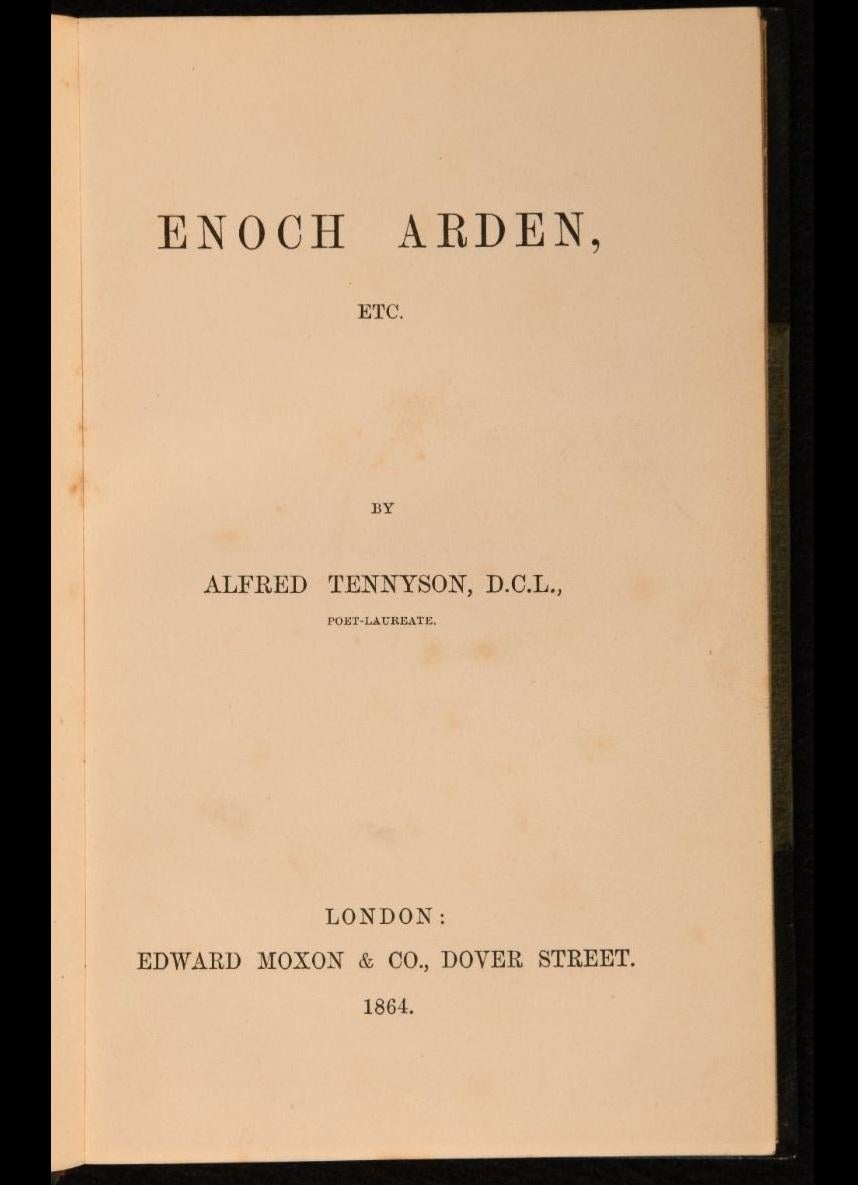 ENOCH ARDEN,
ETC.
BY
ALFRED TENNYSON, D.C.L.,
POET-LAUREATE.
LONDON:
EDWARD MOXON & CO., DOVER STREET.
1864.